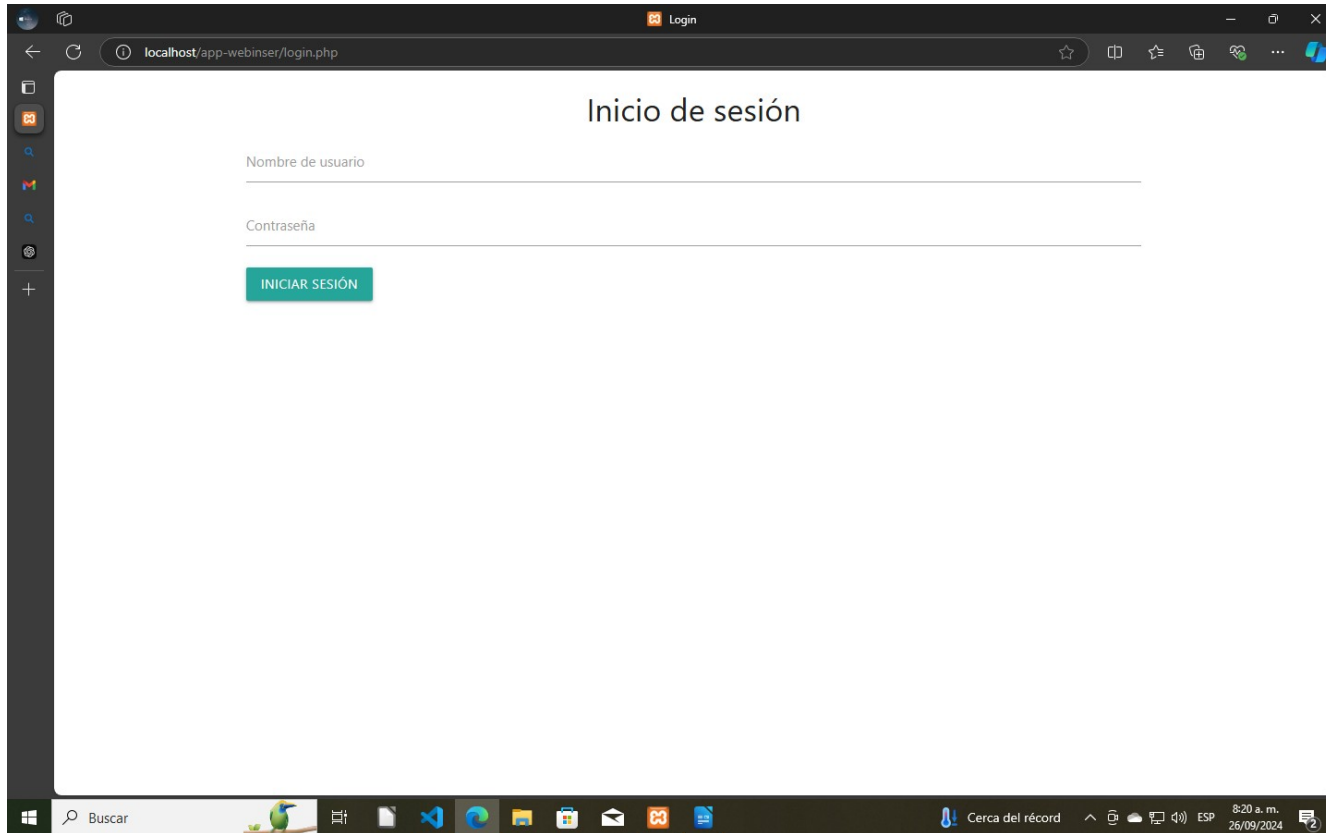 Login
localhost/app-webinser/login.php
Inicio de sesión
Nombre de usuario
Contraseña
INICIAR SESIÓN
Buscar
Cerca del récord
ESP
8:20 a. m.
26/09/2024
2